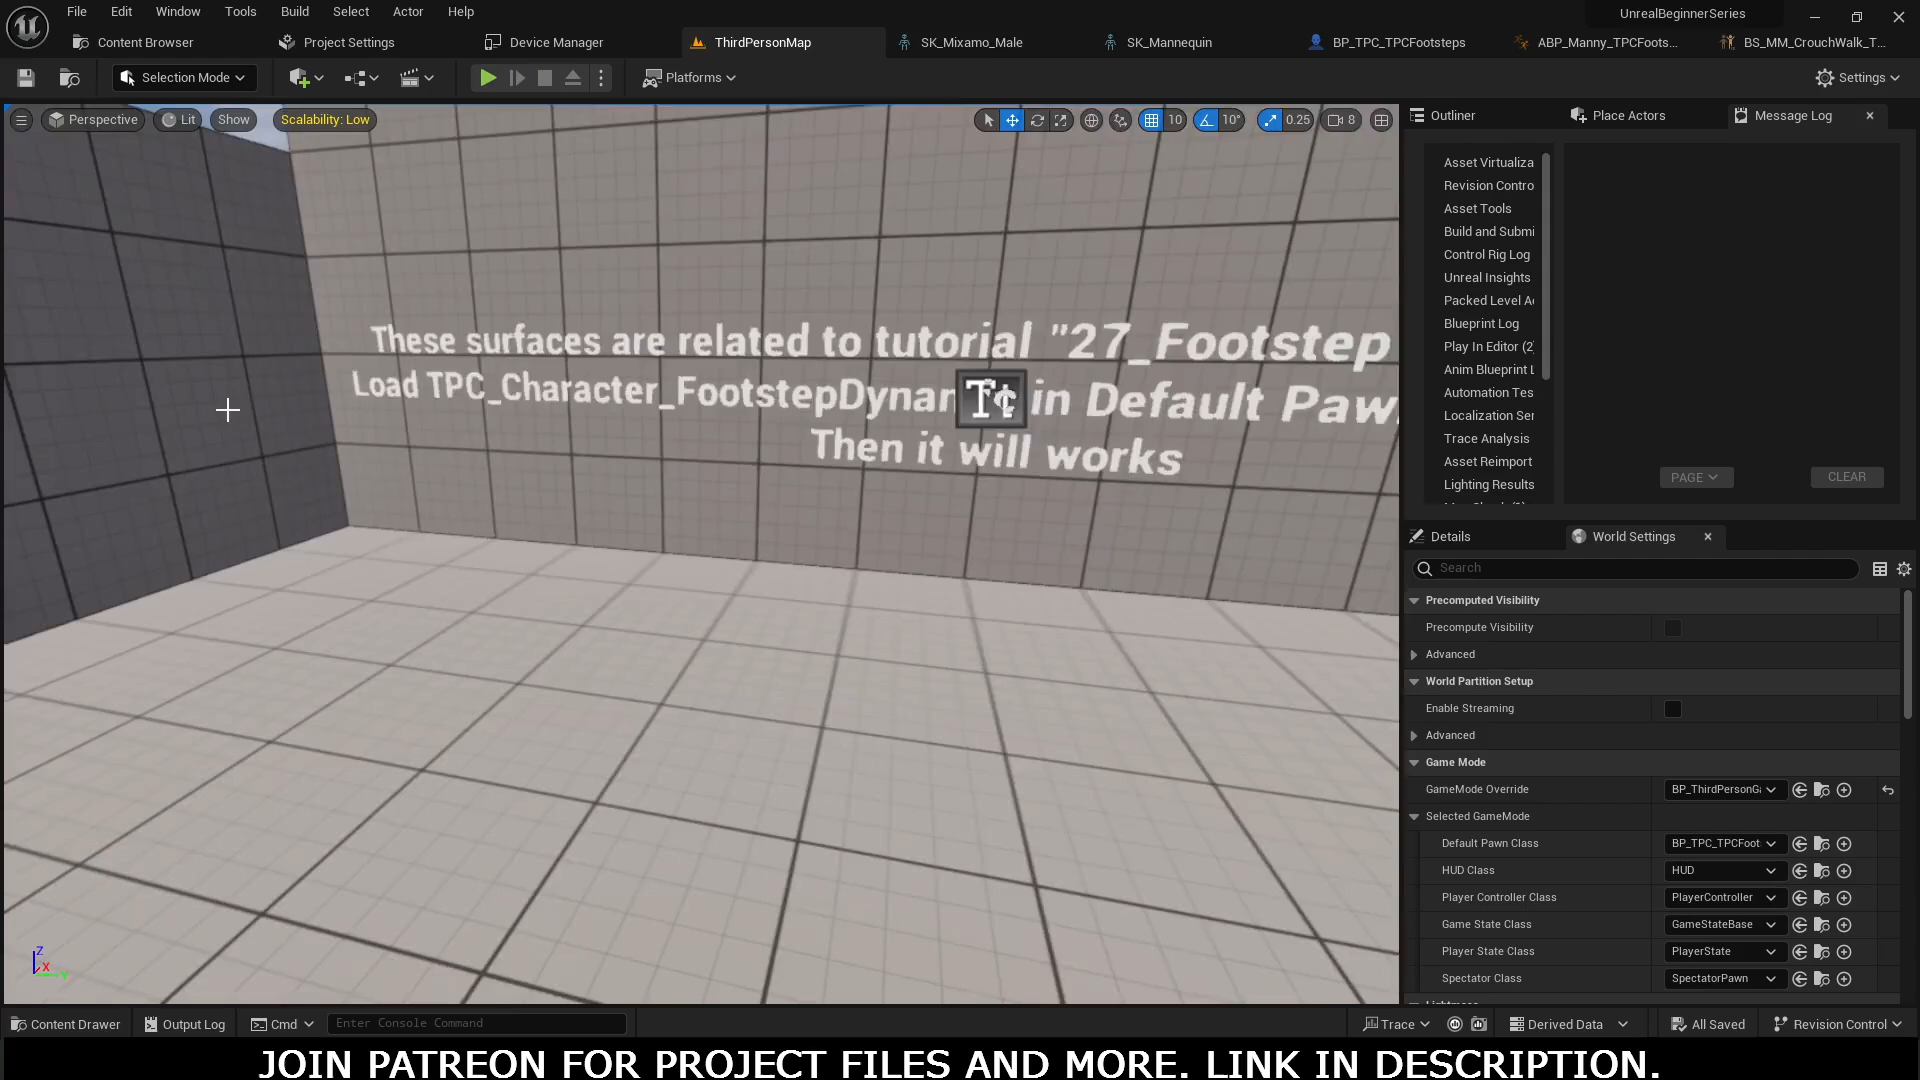 File Edit Window Tools Build Select Actor Help
UnrealBeginnerSeries
Content Browser
Project Settings
Device Manager
ThirdPersonMap
SK_Mixamo_Male
SK_Mannequin
BP_TPC_TPCFootsteps
ABP_Manny_TPCFoots...
BS_MM_CrouchWalk_T...
Selection Mode
Platforms
Settings
Perspective Lit Show Scalability: Low
10 10° 0.25 8
These surfaces are related to tutorial "27_Footstep
Load TPC_Character_FootstepDynam in Default Paw
Then it will works
Tt
Z
X
Y
Outliner Place Actors Message Log
Asset Virtualiza
Revision Contro
Asset Tools
Build and Submi
Control Rig Log
Unreal Insights
Packed Level A
Blueprint Log
Play In Editor (2)
Anim Blueprint L
Automation Tes
Localization Ser
Trace Analysis
Asset Reimport
Lighting Results
PAGE CLEAR
Details World Settings
Search
Precomputed Visibility
Precompute Visibility
Advanced
World Partition Setup
Enable Streaming
Advanced
Game Mode
GameMode Override BP_ThirdPersonGa
Selected GameMode
Default Pawn Class BP_TPC_TPCFoot
HUD Class HUD
Player Controller Class PlayerController
Game State Class GameStateBase
Player State Class PlayerState
Spectator Class SpectatorPawn
Content Drawer Output Log Cmd Enter Console Command Trace Derived Data All Saved Revision Control
JOIN PATREON FOR PROJECT FILES AND MORE. LINK IN DESCRIPTION.